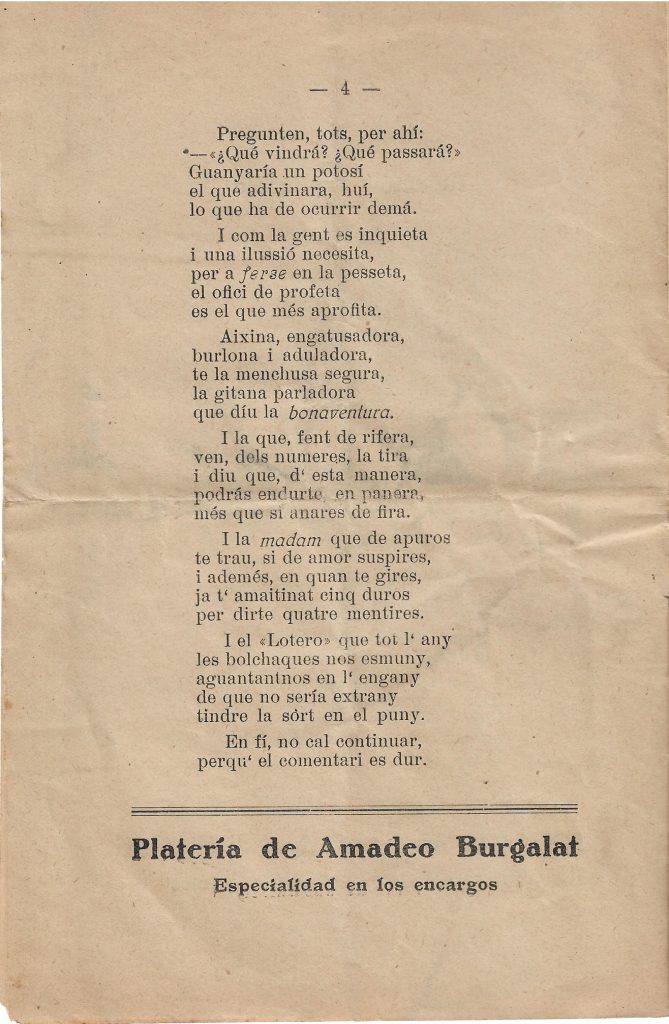 — 4 —
Pregunten, tots, per ahí:
—«¿Qué vindrá? ¿Qué passará?»
Guanyaría un potosí
el que adivinara, huí,
lo que ha de ocurrir demá.
I com la gent es inquieta
i una ilussió necesita,
per a ferse en la pesseta,
el ofici de profeta
es el que més aprofita.
Aixina, engatusadora,
burlona i aduladora,
te la menchusa segura,
la gitana parladora
que díu la bonaventura.
I la que, fent de rifera,
ven, dels numeres, la tira
i diu que, d‘ esta manera,
podrás endurte, en panera,
més que si anares de fira.
I la madam que de apuros
te trau, si de amor suspires,
i además, en quan te gires,
ja t‘ amaitinat cinq duros
per dirte quatre mentires.
I el «Lotero» que tot l‘ any
les bolchaques nos esmuny,
aguantantnos en l‘ engany
de que no sería extrany
tindre la sòrt en el puny.
En fí, no cal continuar,
perqu‘ el comentari es dur.
Platería de Amadeo Burgalat
Especialidad en los encargos